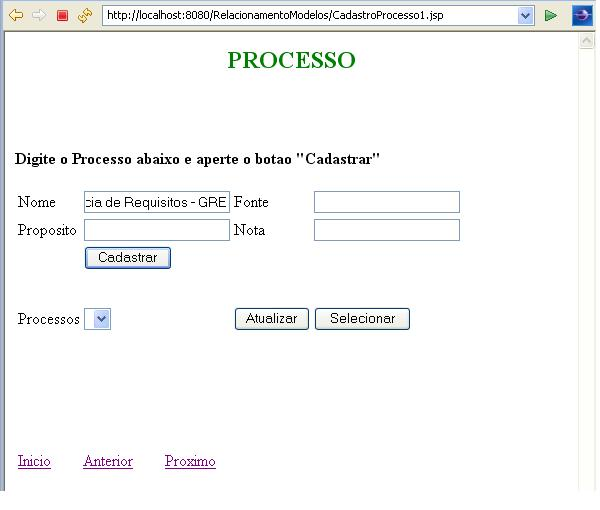 http://localhost:8080/RelacionamentoModelos/CadastroProcesso1.jsp
PROCESSO
Digite o Processo abaixo e aperte o botao "Cadastrar"
Nome cia de Requisitos - GRE Fonte
Proposito Nota
Cadastrar
Processos Atualizar Selecionar
Inicio Anterior Proximo